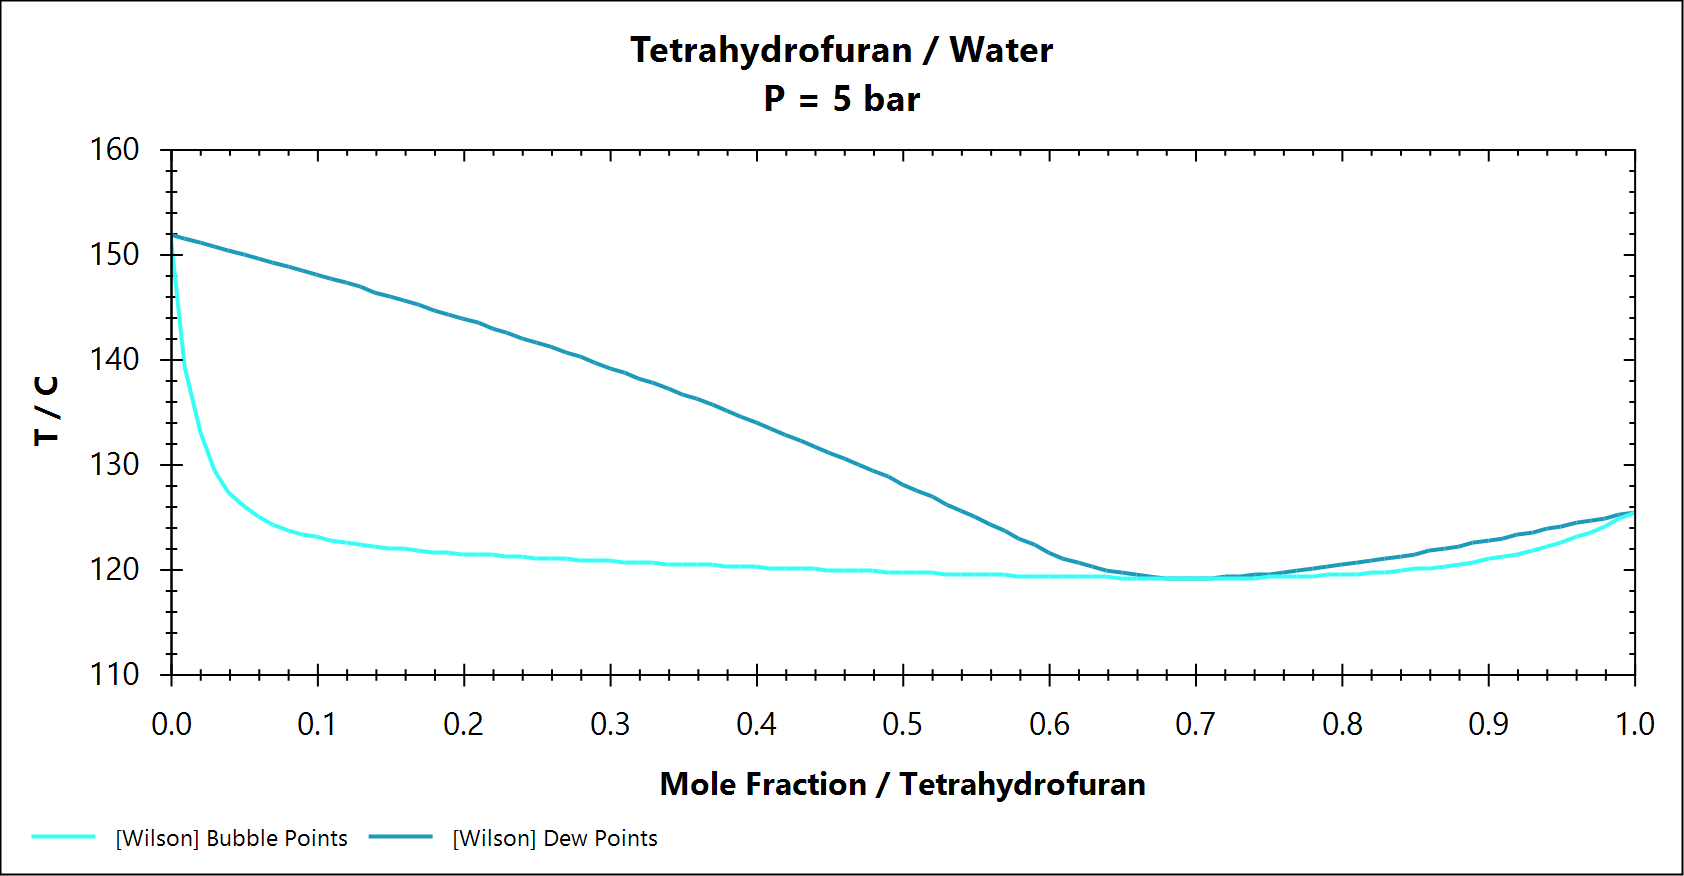 Tetrahydrofuran / Water
P = 5 bar
160
150
140
130
120
110
T / C
0.0 0.1 0.2 0.3 0.4 0.5 0.6 0.7 0.8 0.9 1.0
Mole Fraction / Tetrahydrofuran
[Wilson] Bubble Points [Wilson] Dew Points